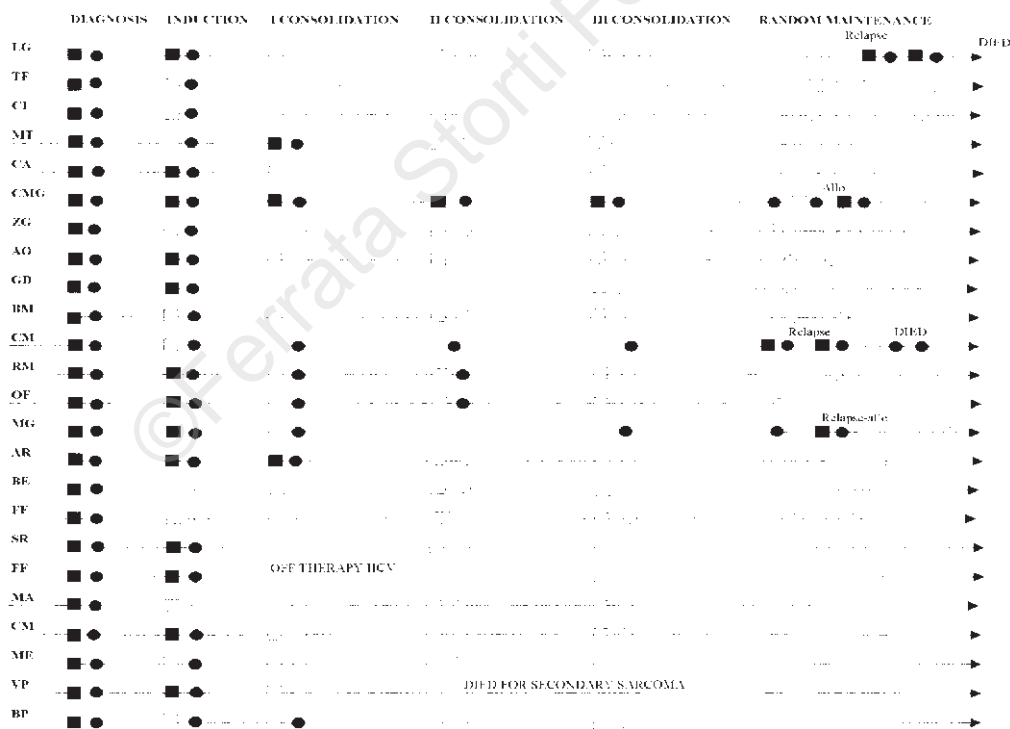 DIAGNOSIS INDUCTION I CONSOLIDATION II CONSOLIDATION III CONSOLIDATION RANDOM MAINTENANCE
Relapse
LG DIED
TF
CI
MT
CA
CMG Allo
ZG
AO
GD
BM
CM Relapse DIED
RM
OF
MG Relapse-allo
AR
BE
FF
SR
FF OFF THERAPY HCV
MA
CM
ME
VP DIED FOR SECONDARY SARCOMA
BP
©Ferrata Storti